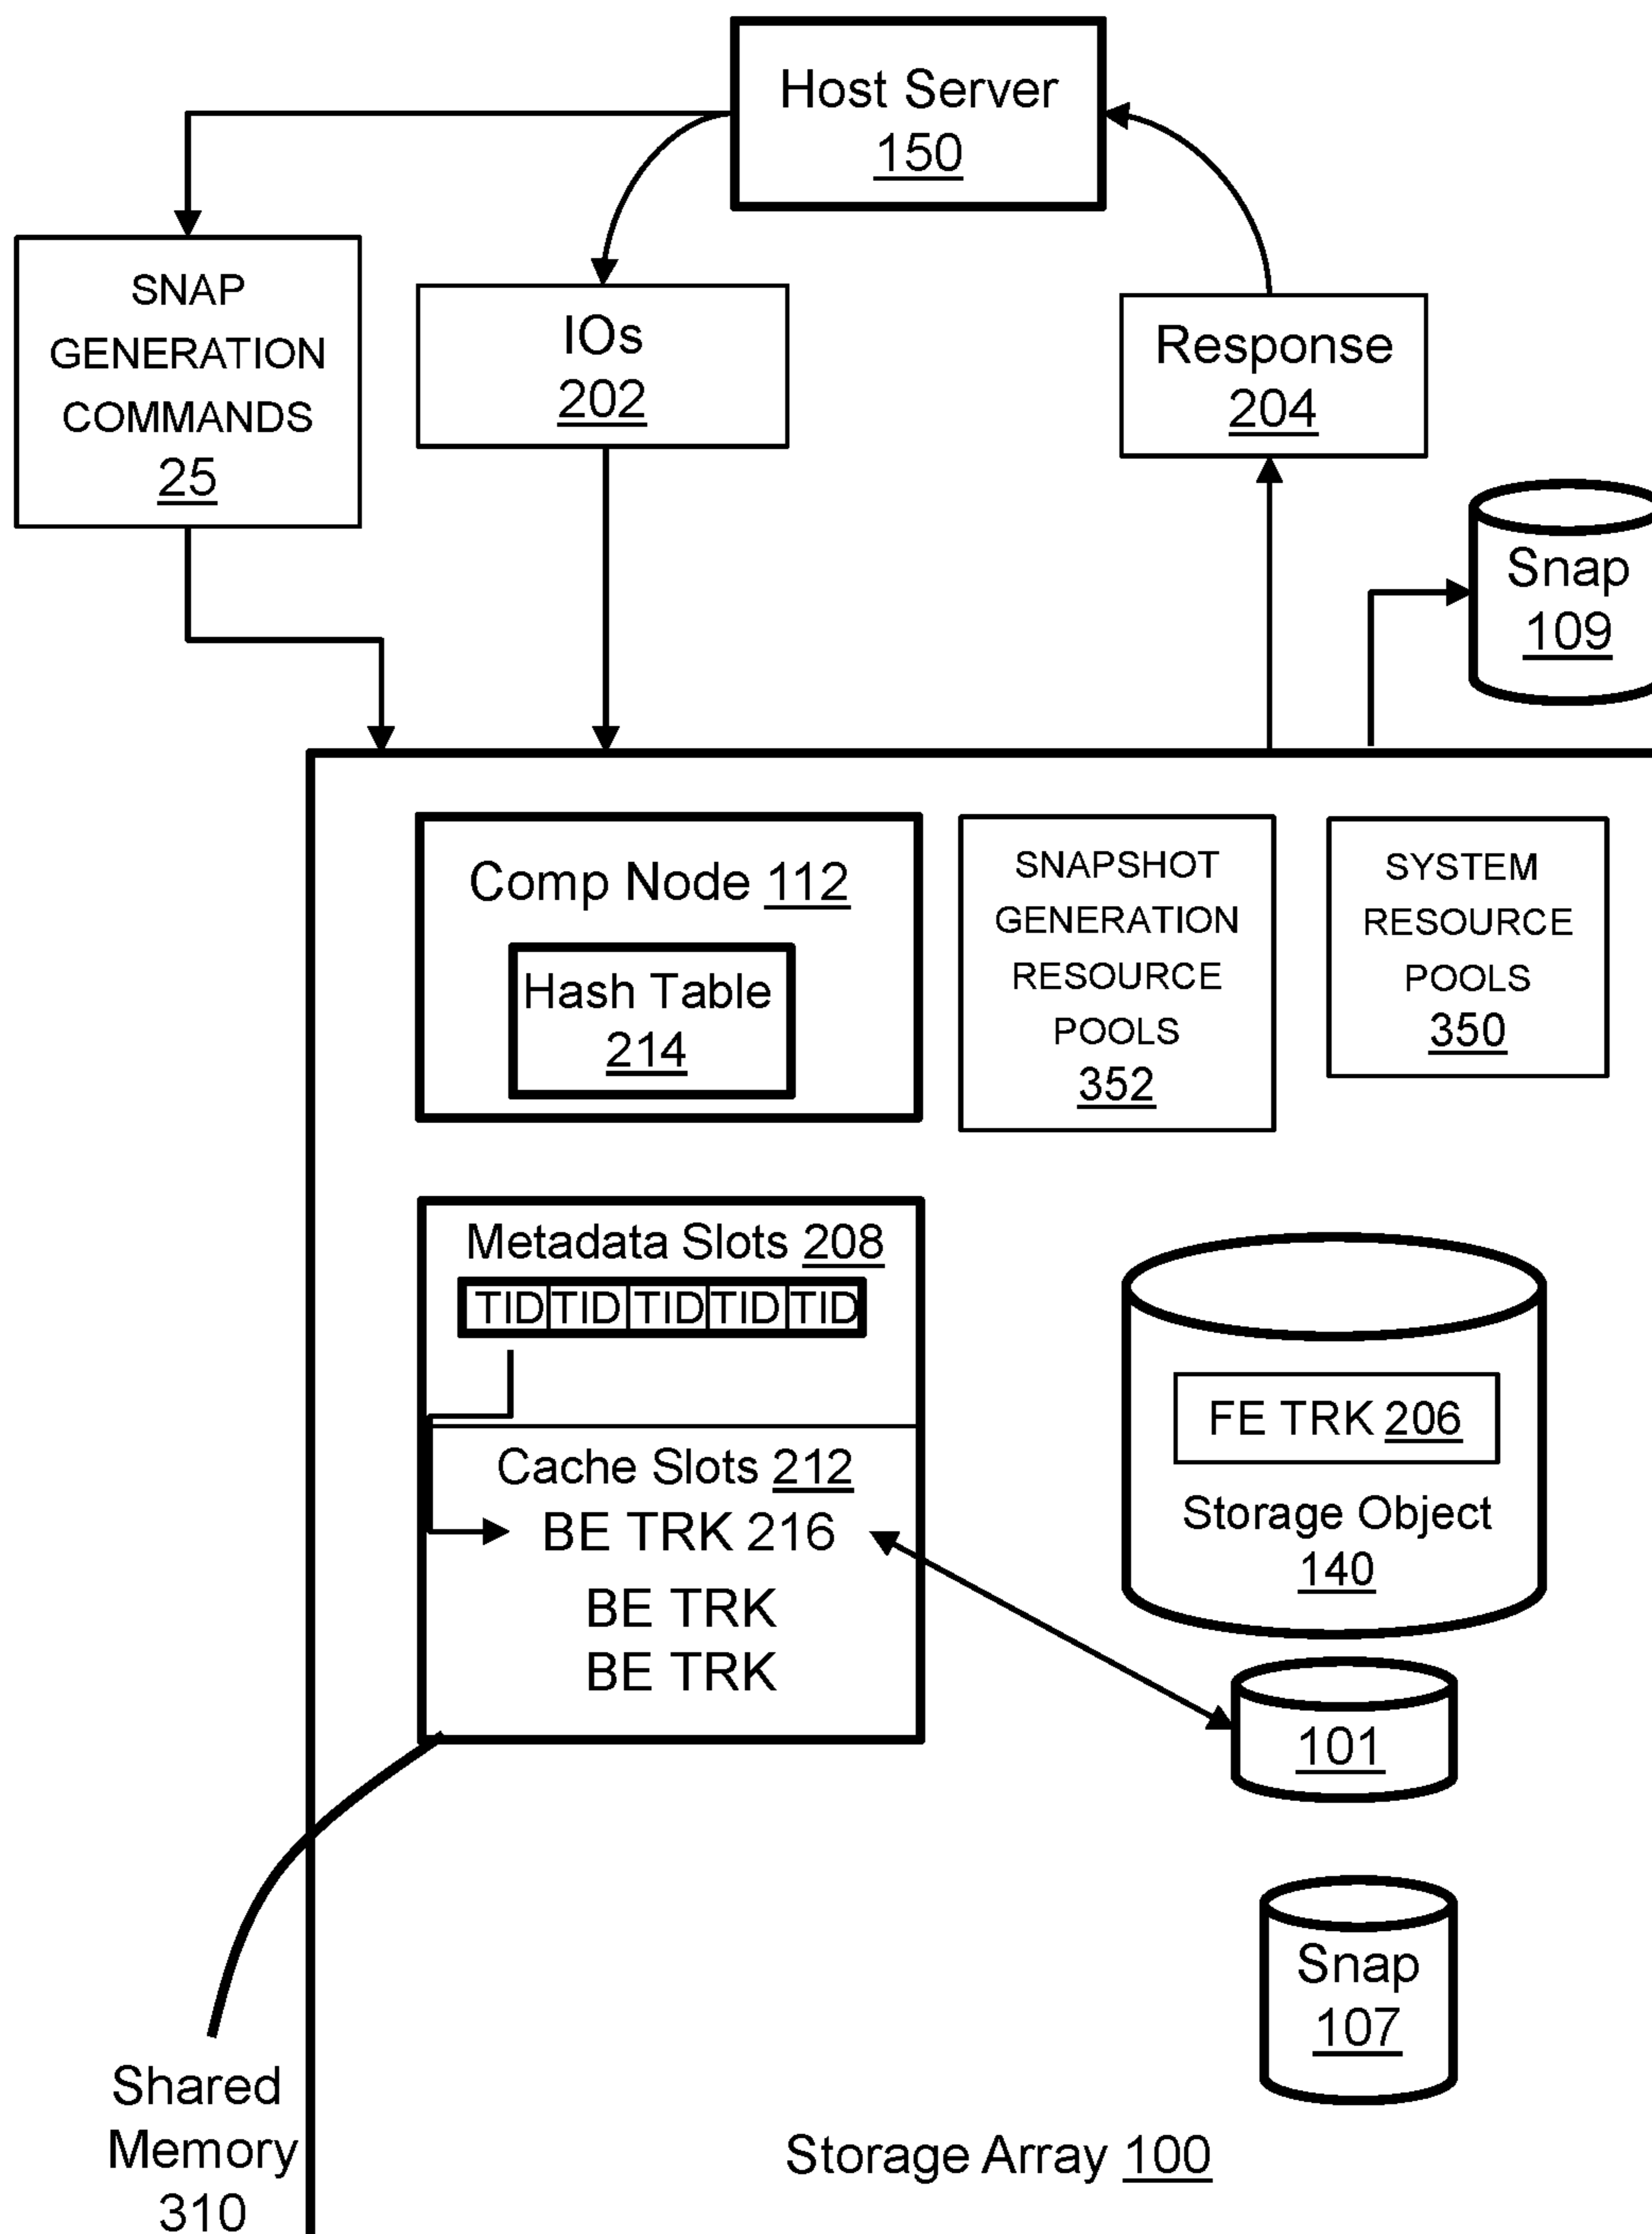 Host Server
150
SNAP
GENERATION
COMMANDS
25
IOs
202
Response
204
Snap
109
Comp Node 112
Hash Table
214
SNAPSHOT
GENERATION
RESOURCE
POOLS
352
SYSTEM
RESOURCE
POOLS
350
Metadata Slots 208
TID TID TID TID TID
Cache Slots 212
BE TRK 216
BE TRK
BE TRK
FE TRK 206
Storage Object
140
101
Snap
107
Shared
Memory
310
Storage Array 100